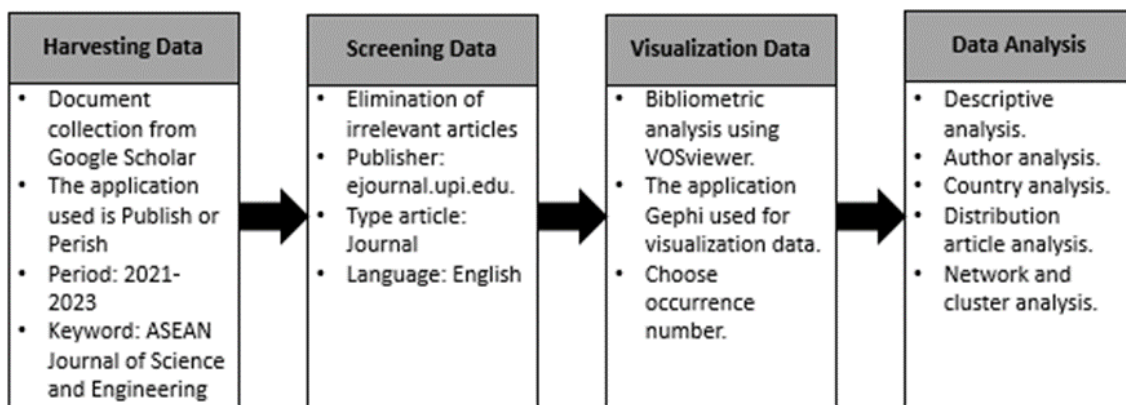 Harvesting Data
• Document
collection from
Google Scholar
• The application
used is Publish or
Perish
• Period: 2021-
2023
• Keyword: ASEAN
Journal of Science
and Engineering
Screening Data
• Elimination of
irrelevant articles
• Publisher:
ejournal.upi.edu.
• Type article:
Journal
• Language: English
Visualization Data
• Bibliometric
analysis using
VOSviewer.
• The application
Gephi used for
visualization data.
• Choose
occurrence
number.
Data Analysis
• Descriptive
analysis.
• Author analysis.
• Country analysis.
• Distribution
article analysis.
• Network and
cluster analysis.